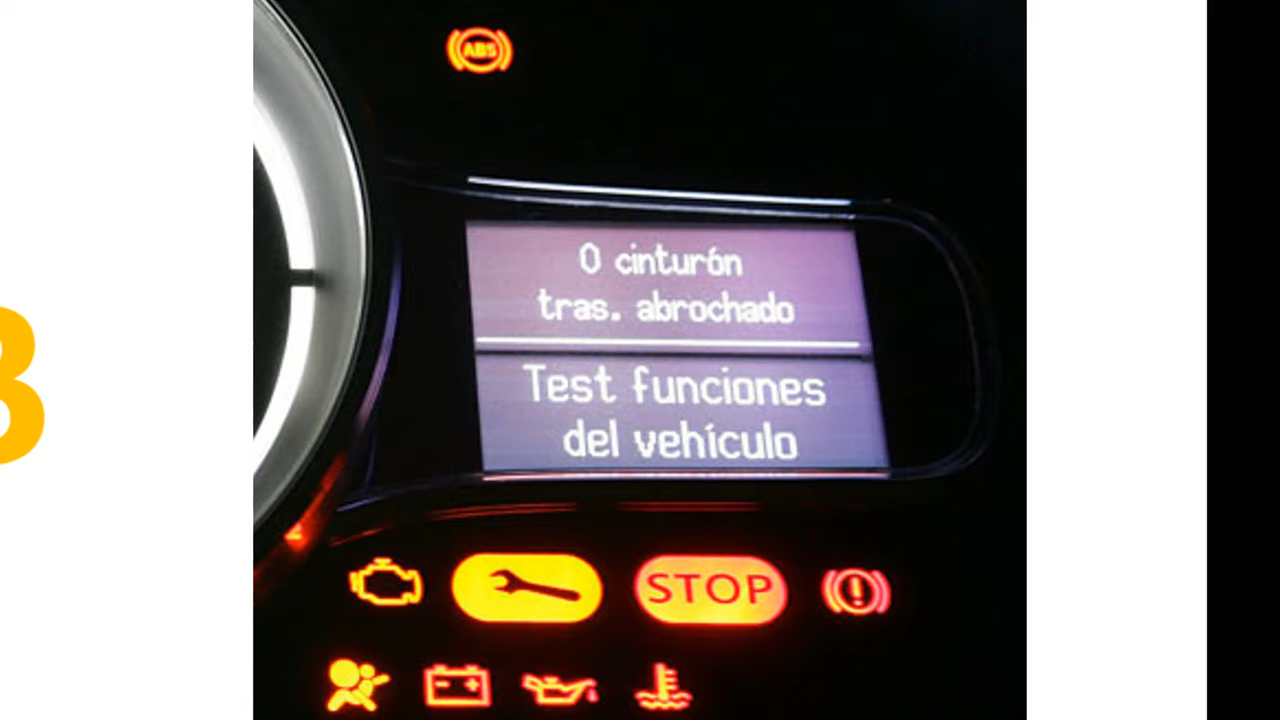 ABS
0 cinturón
tras. abrochado
Test funciones
del vehículo
STOP